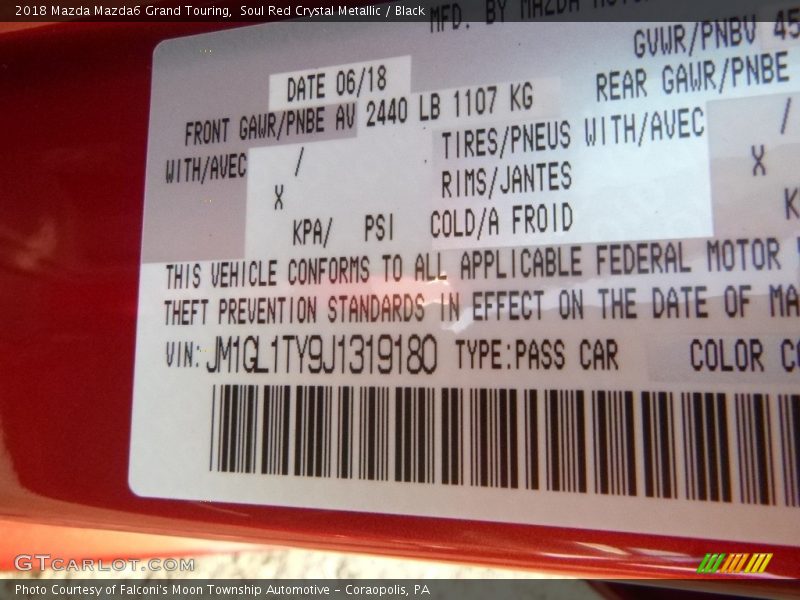 2018 Mazda Mazda6 Grand Touring, Soul Red Crystal Metallic / Black
MFD. BY MAZDA
GVWR/PNBV 45
DATE 06/18
REAR GAWR/PNBE
FRONT GAWR/PNBE AV 2440 LB 1107 KG
WITH/AVEC / TIRES/PNEUS WITH/AVEC /
X RIMS/JANTES X
KPA/ PSI COLD/A FROID K
THIS VEHICLE CONFORMS TO ALL APPLICABLE FEDERAL MOTOR
THEFT PREVENTION STANDARDS IN EFFECT ON THE DATE OF MA
VIN: JM1GL1TY9J1319180 TYPE:PASS CAR COLOR CO
GTCARLOT.COM
Photo Courtesy of Falconi's Moon Township Automotive - Coraopolis, PA